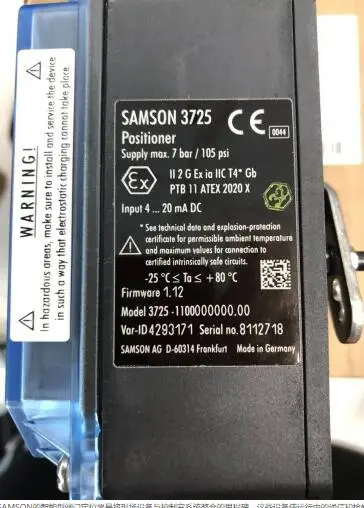 WARNING!
In hazardous areas, make sure to install and service the device
in such a way that electrostatic charging cannot take place.
SAMSON 3725
Positioner
Supply max. 7 bar / 105 psi
CE 0044
Ex
II 2 G Ex ia IIC T4* Gb
PTB 11 ATEX 2020 X
Input 4 ... 20 mA DC
* See technical data and explosion-protection
certificate for permissible ambient temperature
and maximum values for connection to
certified intrinsically safe circuits.
-25 °C ≤ Ta ≤ +80 °C
Firmware 1.12
Model 3725 -1100000000.00
Var-ID 4293171 Serial no. 8112718
SAMSON AG D-60314 Frankfurt Made in Germany